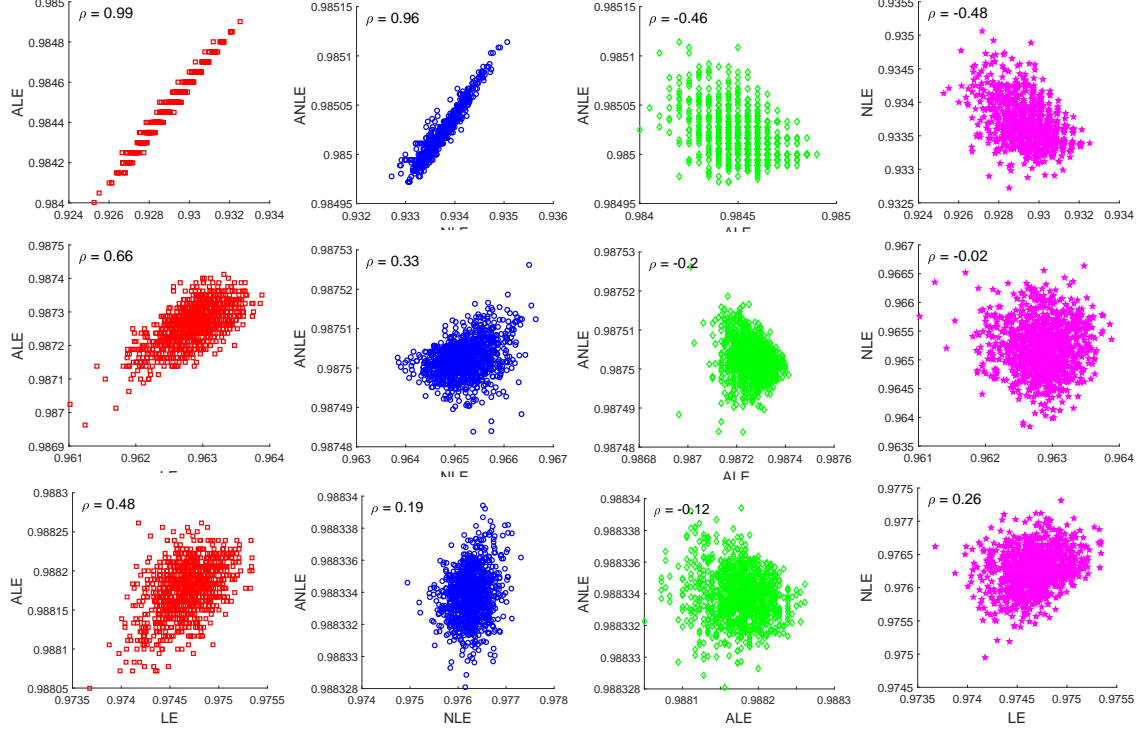 ρ = 0.99
ALE
0.985
0.9848
0.9846
0.9844
0.9842
0.984
0.924 0.926 0.928 0.93 0.932 0.934
ρ = 0.96
ANLE
0.98515
0.9851
0.98505
0.985
0.98495
0.932 0.933 0.934 0.935 0.936
NLE
ρ = -0.46
ANLE
0.98515
0.9851
0.98505
0.985
0.98495
0.984 0.9845 0.985
ALE
ρ = -0.48
NLE
0.9355
0.935
0.9345
0.934
0.9335
0.933
0.9325
0.924 0.926 0.928 0.93 0.932 0.934
ρ = 0.66
ALE
0.9875
0.9874
0.9873
0.9872
0.9871
0.987
0.9869
0.961 0.962 0.963 0.964
LE
ρ = 0.33
ANLE
0.98753
0.98752
0.98751
0.9875
0.98749
0.98748
0.963 0.964 0.965 0.966 0.967
NLE
ρ = -0.2
ANLE
0.98753
0.98752
0.98751
0.9875
0.98749
0.98748
0.9868 0.987 0.9872 0.9874 0.9876
ALE
ρ = -0.02
NLE
0.967
0.9665
0.966
0.9655
0.965
0.9645
0.964
0.9635
0.961 0.962 0.963 0.964
ρ = 0.48
ALE
0.9883
0.98825
0.9882
0.98815
0.9881
0.98805
0.9735 0.974 0.9745 0.975 0.9755
LE
ρ = 0.19
ANLE
0.98834
0.988338
0.988336
0.988334
0.988332
0.98833
0.988328
0.974 0.975 0.976 0.977 0.978
NLE
ρ = -0.12
ANLE
0.98834
0.988338
0.988336
0.988334
0.988332
0.98833
0.988328
0.9881 0.9882 0.9883
ALE
ρ = 0.26
NLE
0.9775
0.977
0.9765
0.976
0.9755
0.975
0.9745
0.9735 0.974 0.9745 0.975 0.9755
LE